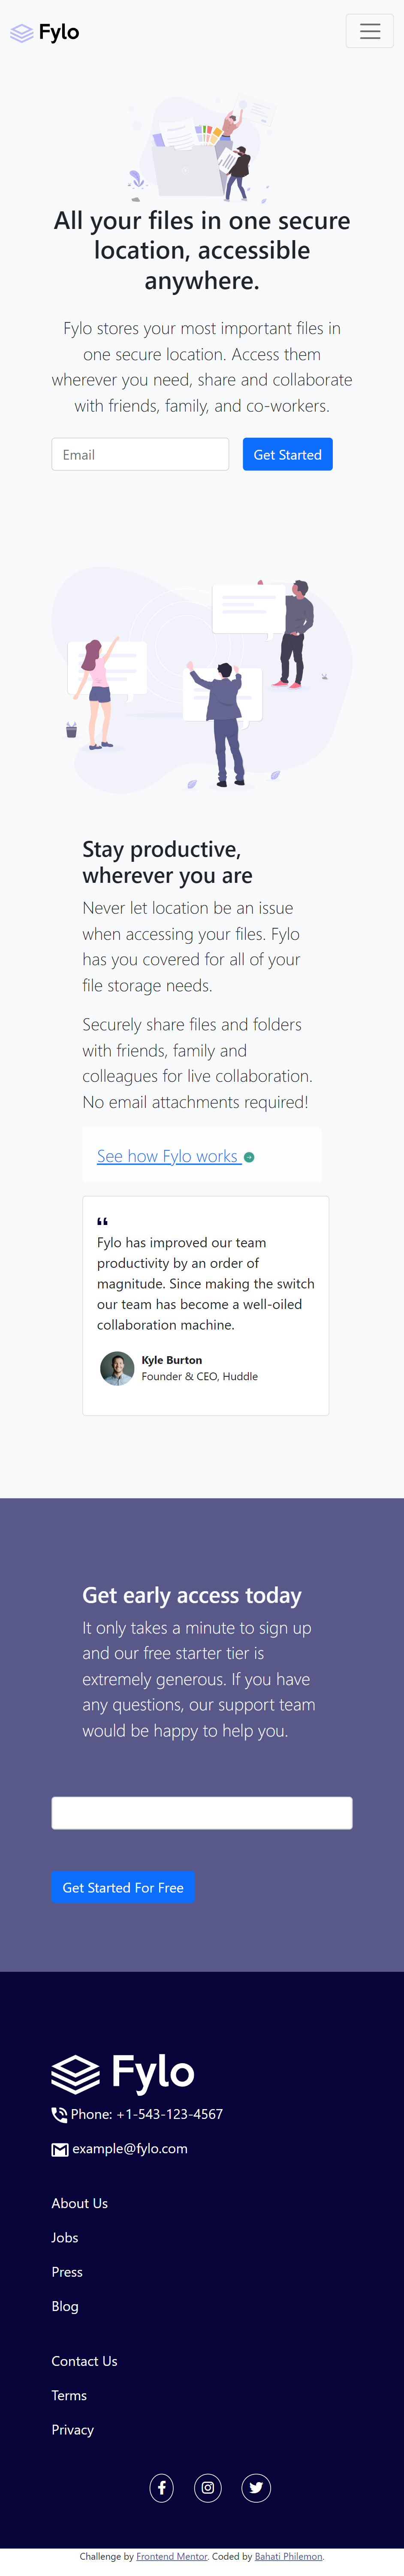 Fylo
All your files in one secure
location, accessible
anywhere.
Fylo stores your most important files in
one secure location. Access them
wherever you need, share and collaborate
with friends, family, and co-workers.
Email
Get Started
Stay productive,
wherever you are
Never let location be an issue
when accessing your files. Fylo
has you covered for all of your
file storage needs.
Securely share files and folders
with friends, family and
colleagues for live collaboration.
No email attachments required!
See how Fylo works
“
Fylo has improved our team
productivity by an order of
magnitude. Since making the switch
our team has become a well-oiled
collaboration machine.
Kyle Burton
Founder & CEO, Huddle
Get early access today
It only takes a minute to sign up
and our free starter tier is
extremely generous. If you have
any questions, our support team
would be happy to help you.
Get Started For Free
Fylo
Phone: +1-543-123-4567
example@fylo.com
About Us
Jobs
Press
Blog
Contact Us
Terms
Privacy
Challenge by Frontend Mentor. Coded by Bahati Philemon.